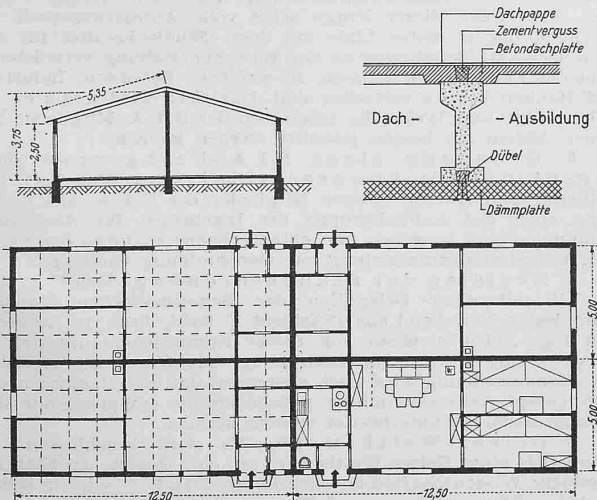 Dachpappe
Zementverguss
Betondachplatte
5,35
3,75
2,50
Dach - - Ausbildung
Dübel
Dämmplatte
5,00
5,00
12,50
12,50